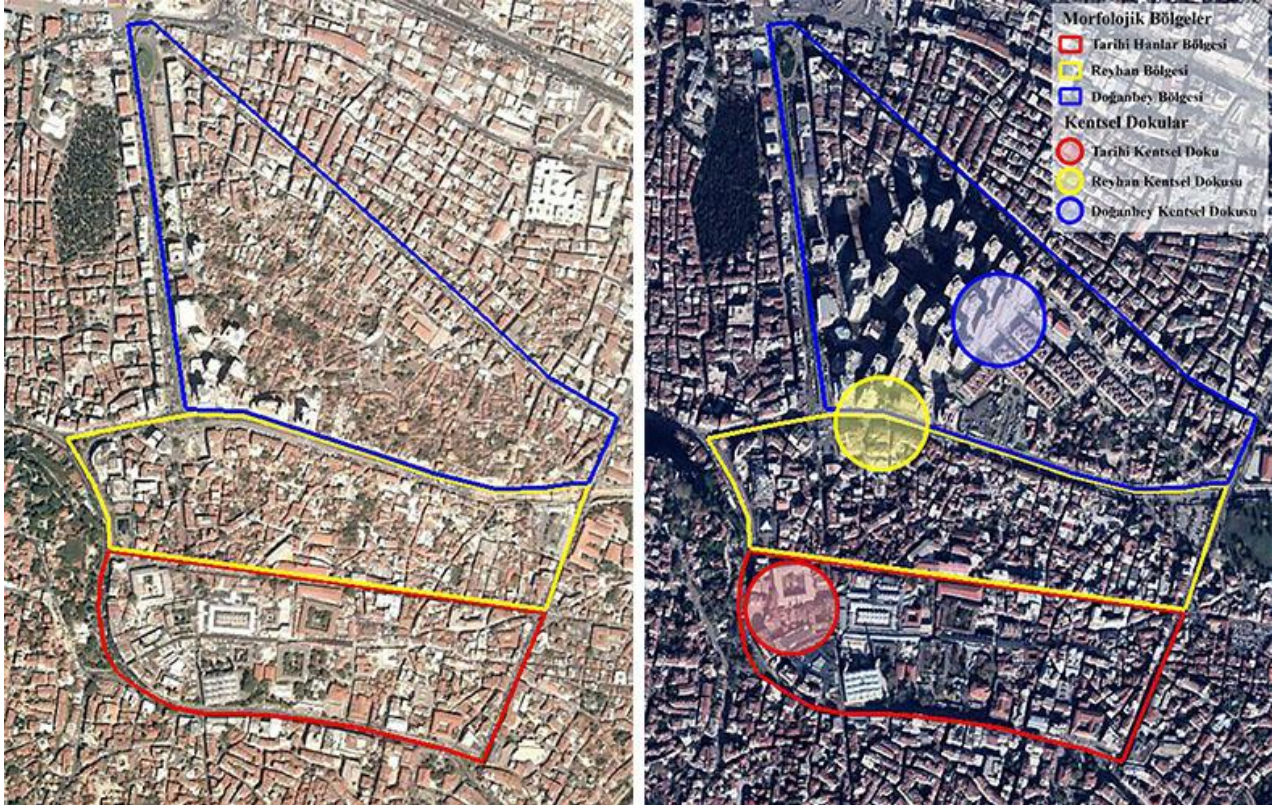 Morfolojik Bölgeler
Tarihi Hanlar Bölgesi
Reyhan Bölgesi
Doğanbey Bölgesi
Kentsel Dokular
Tarihi Kentsel Doku
Reyhan Kentsel Dokusu
Doğanbey Kentsel Dokusu